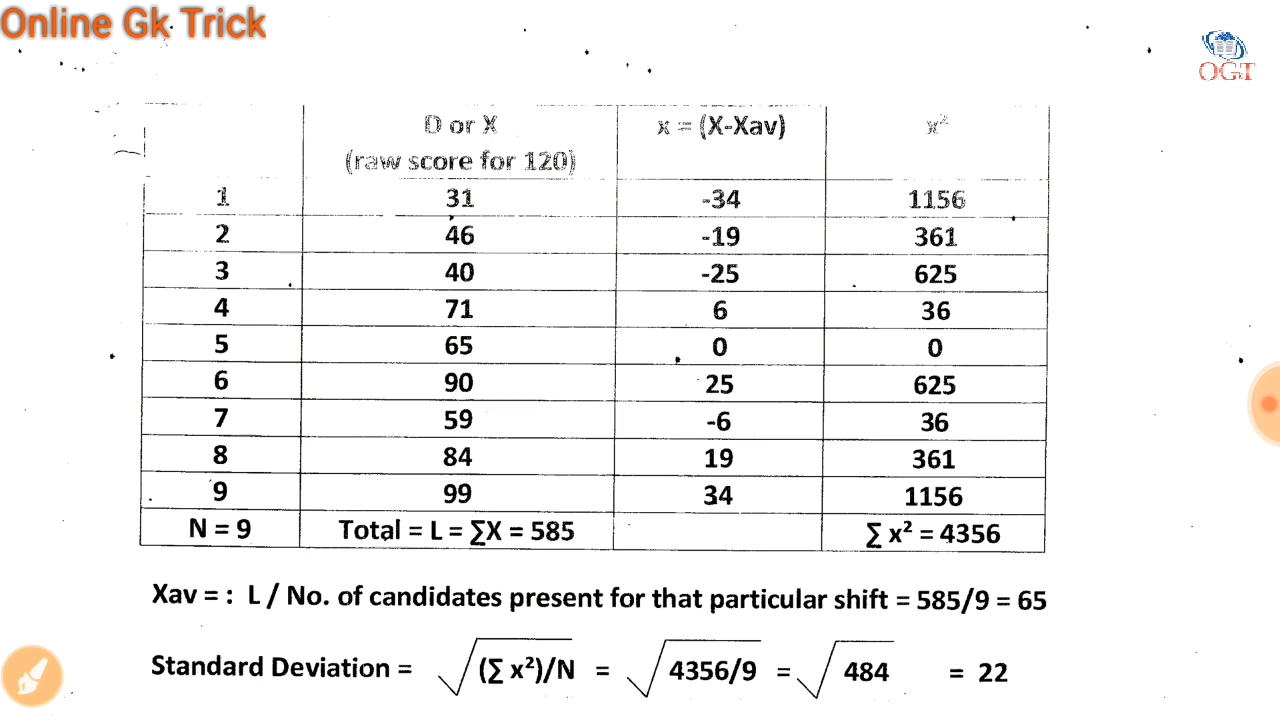 Online Gk Trick
OGT
D or X x = (X-Xav) x²
(raw score for 120)
1 31 -34 1156
2 46 -19 361
3 40 -25 625
4 71 6 36
5 65 0 0
6 90 25 625
7 59 -6 36
8 84 19 361
9 99 34 1156
N = 9 Total = L = ∑X = 585 ∑ x² = 4356
Xav = : L / No. of candidates present for that particular shift = 585/9 = 65
Standard Deviation = √(∑ x²)/N = √4356/9 = √484 = 22